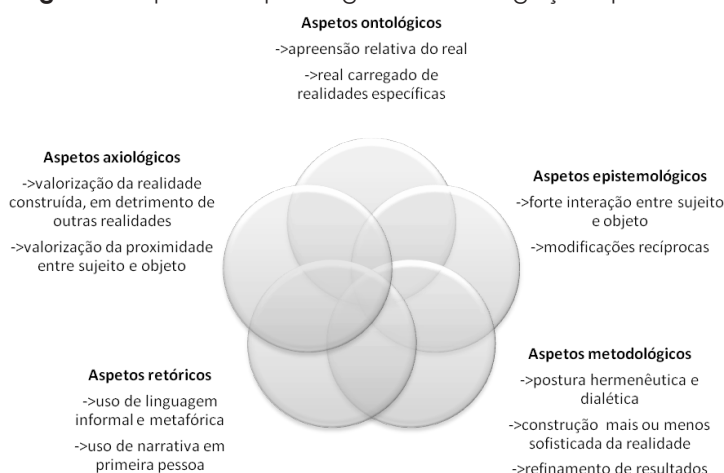 Aspetos ontológicos
->apreensão relativa do real
->real carregado de
realidades específicas
Aspetos axiológicos
->valorização da realidade
construída, em detrimento de
outras realidades
->valorização da proximidade
entre sujeito e objeto
Aspetos epistemológicos
->forte interação entre sujeito
e objeto
->modificações recíprocas
Aspetos retóricos
->uso de linguagem
informal e metafórica
->uso de narrativa em
primeira pessoa
Aspetos metodológicos
->postura hermenêutica e
dialética
->construção mais ou menos
sofisticada da realidade
->refinamento de resultados